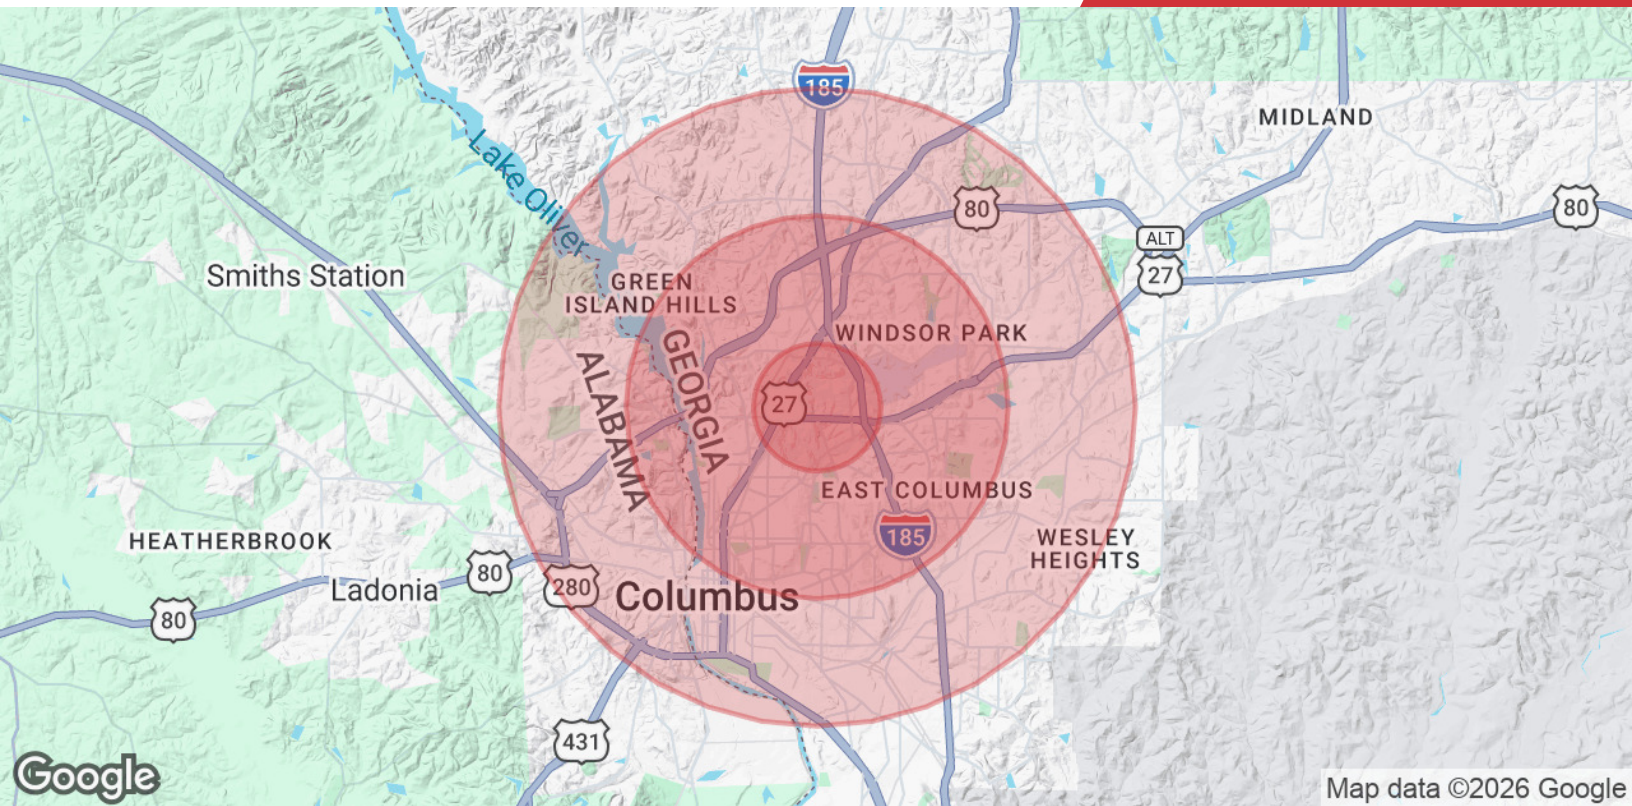 185
MIDLAND
Lake Oliver
80
80
ALT
27
Smiths Station
GREEN
ISLAND HILLS
WINDSOR PARK
GEORGIA
ALABAMA
27
EAST COLUMBUS
185
HEATHERBROOK
WESLEY
HEIGHTS
80
280
Ladonia
Columbus
80
431
Google
Map data ©2026 Google